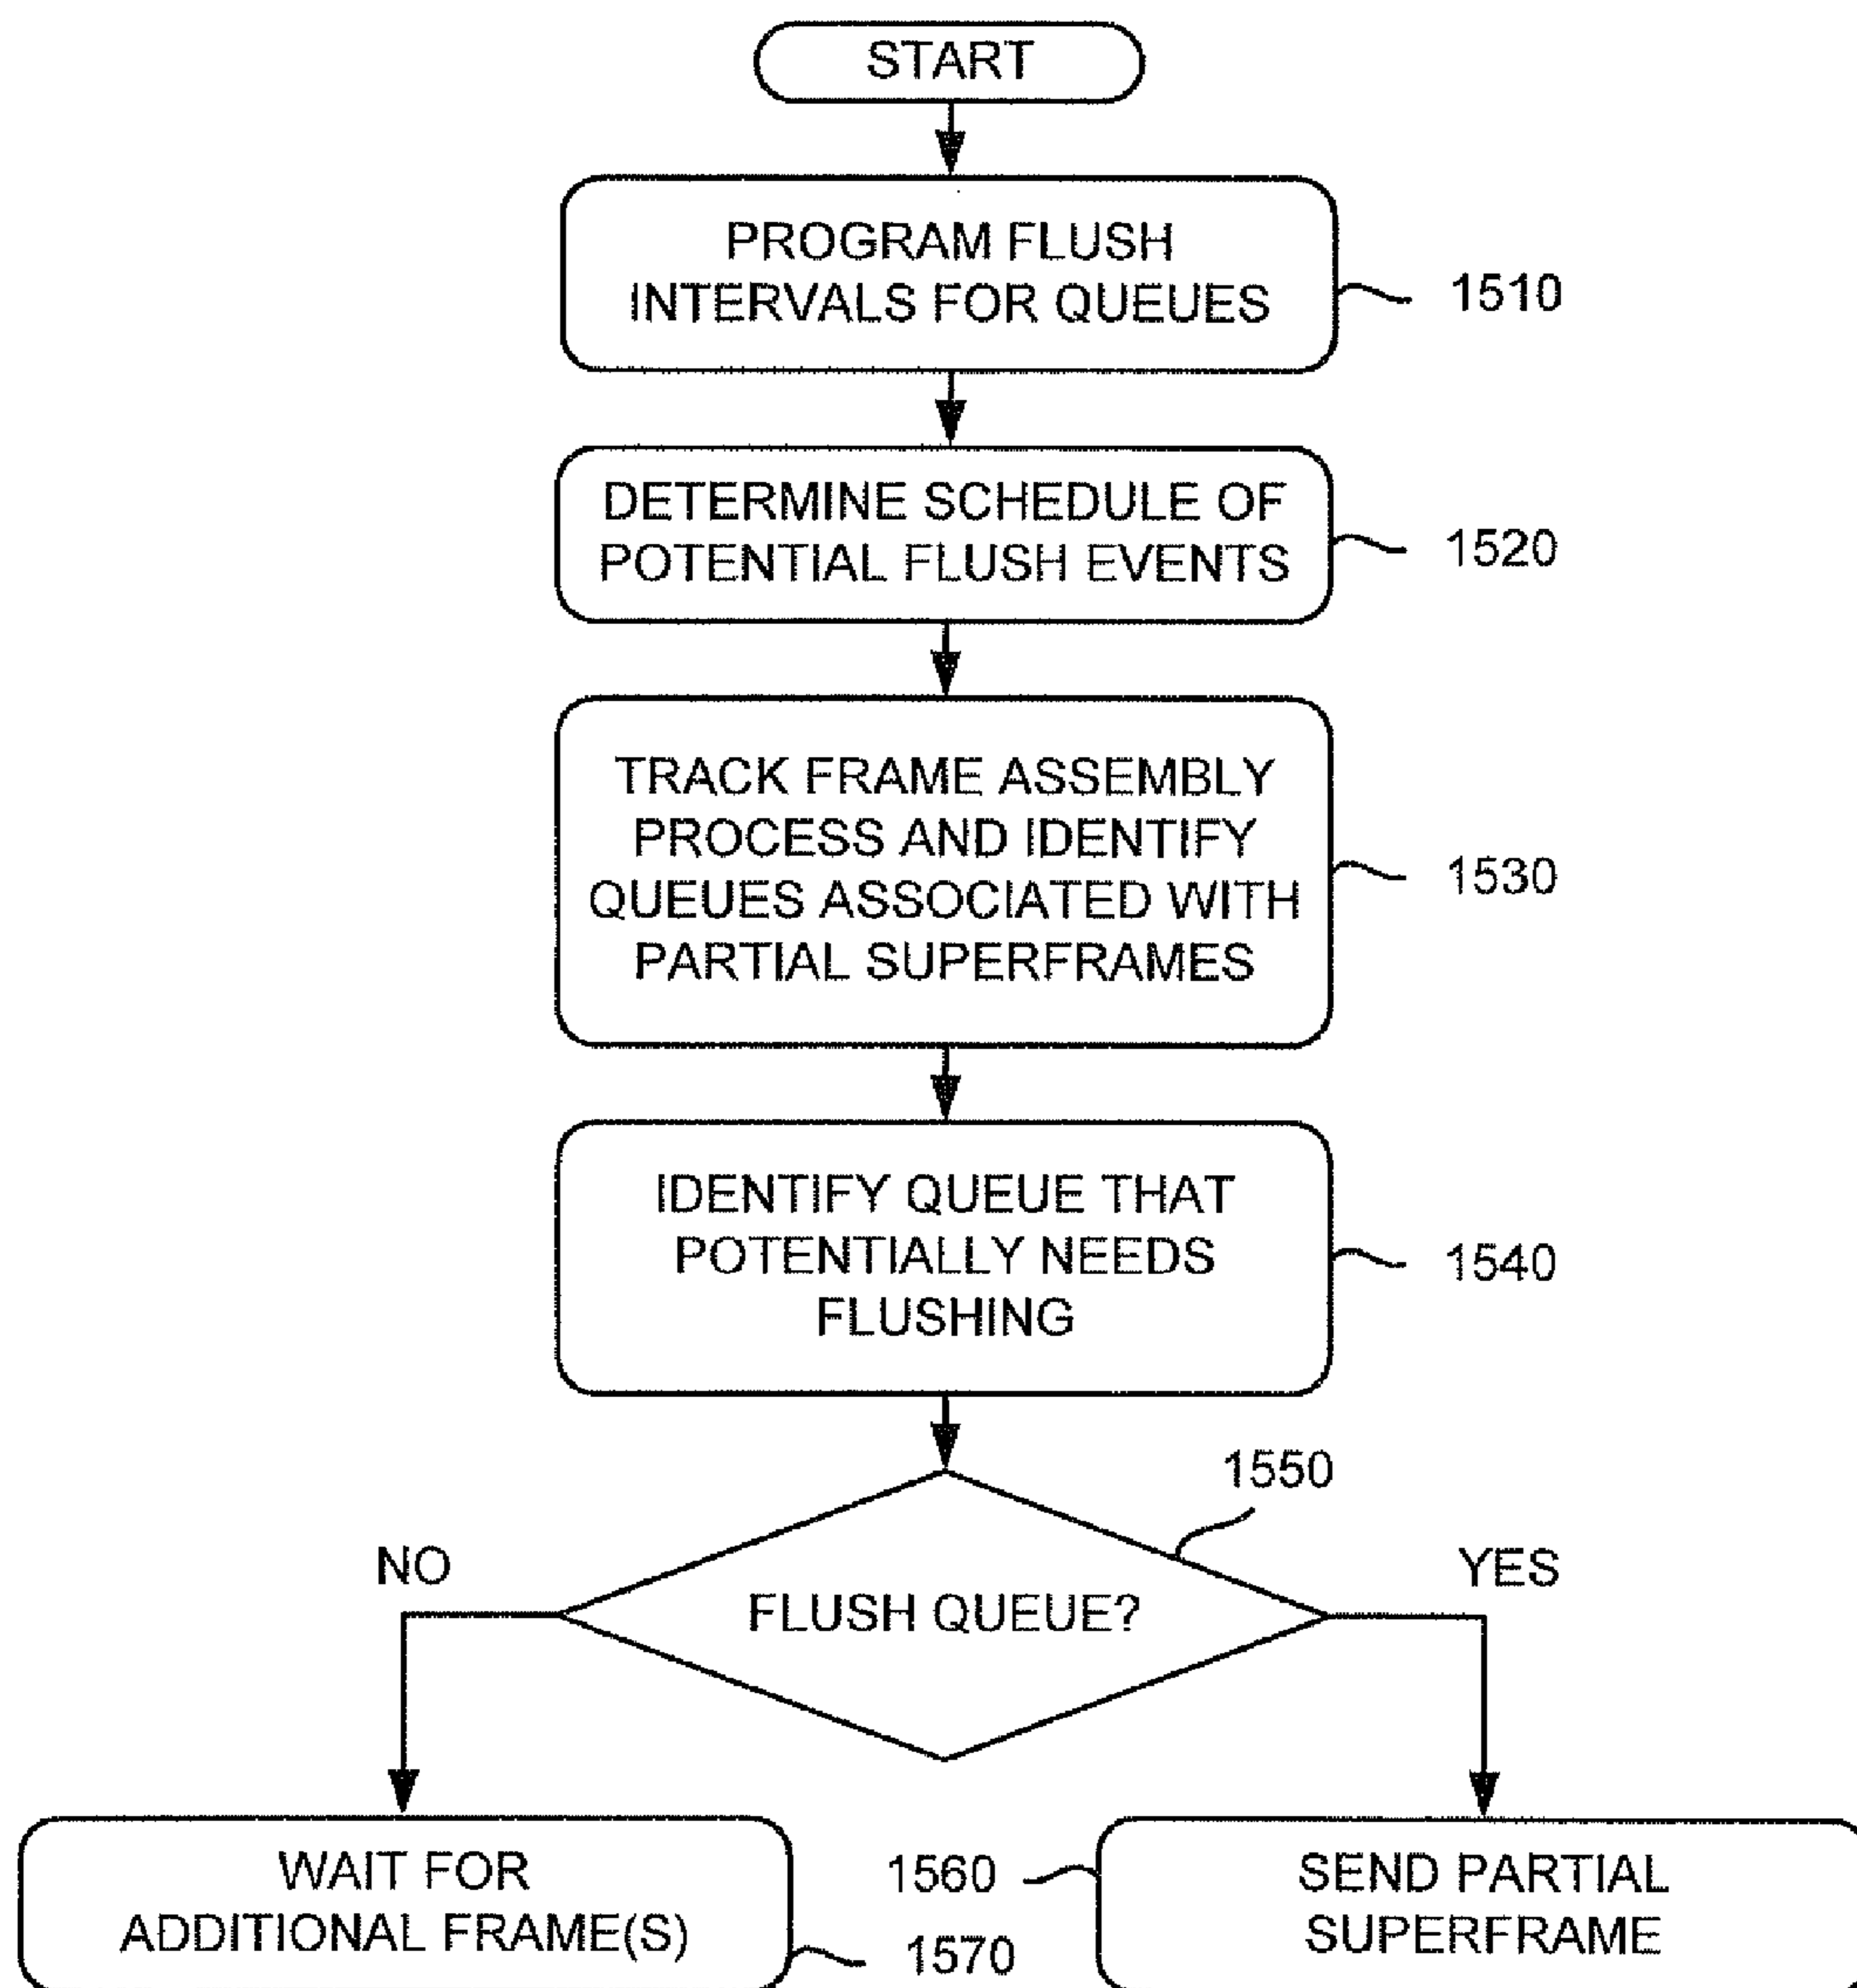 START
PROGRAM FLUSH
INTERVALS FOR QUEUES
1510
DETERMINE SCHEDULE OF
POTENTIAL FLUSH EVENTS
1520
TRACK FRAME ASSEMBLY
PROCESS AND IDENTIFY
QUEUES ASSOCIATED WITH
PARTIAL SUPERFRAMES
1530
IDENTIFY QUEUE THAT
POTENTIALLY NEEDS
FLUSHING
1540
1550
FLUSH QUEUE?
NO
YES
WAIT FOR
ADDITIONAL FRAME(S)
1570
1560
SEND PARTIAL
SUPERFRAME